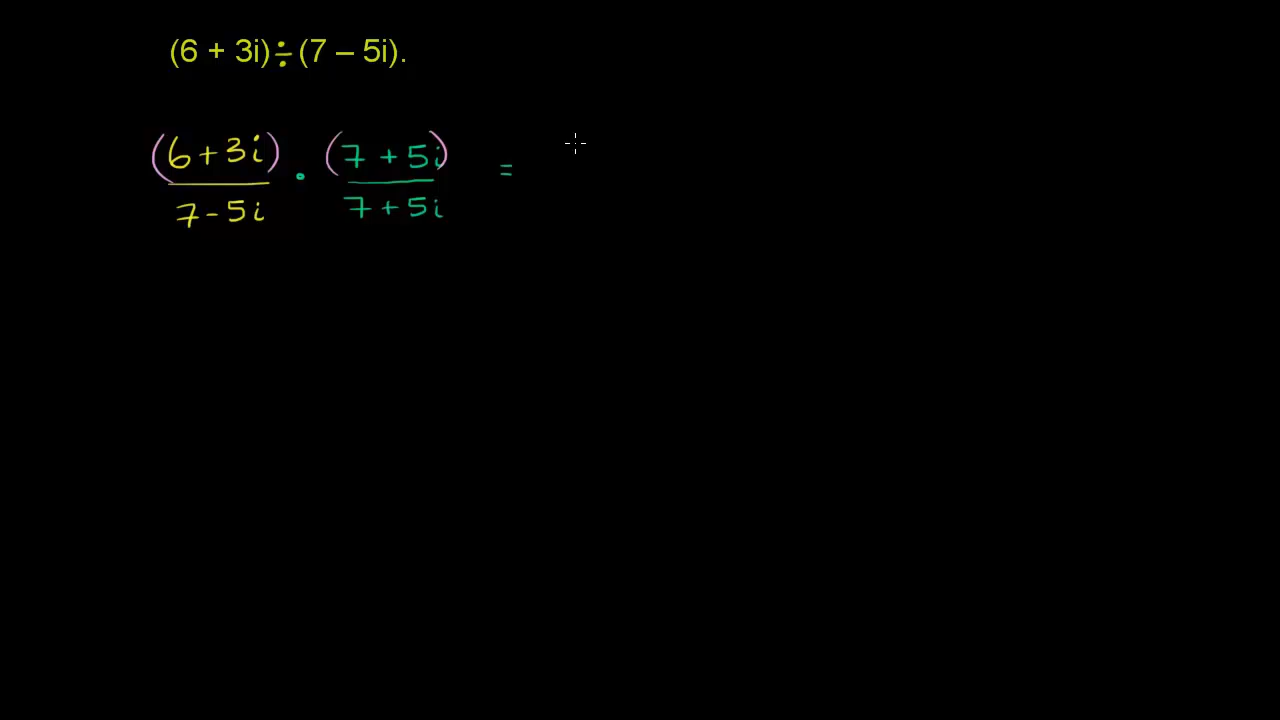 (6 + 3i)÷(7 – 5i).
(6+3i) · (7+5i) =
7-5i 7+5i